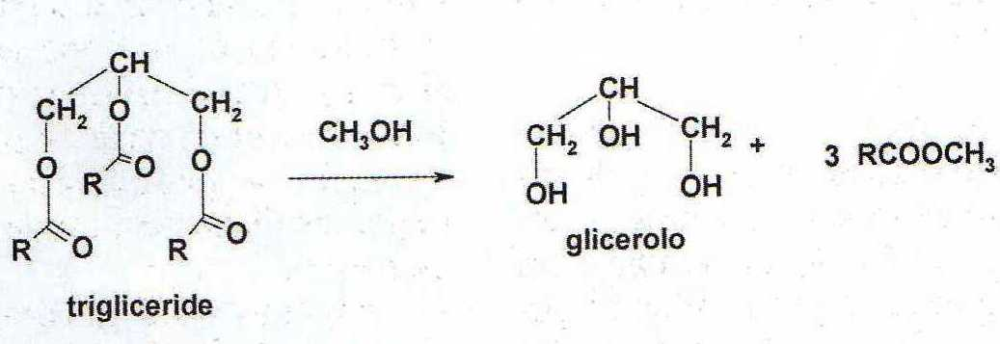 CH
CH2 O CH2
O R O O
R O R O
trigliceride
CH3OH
CH
CH2 OH CH2
OH OH
glicerolo
+ 3 RCOOCH3